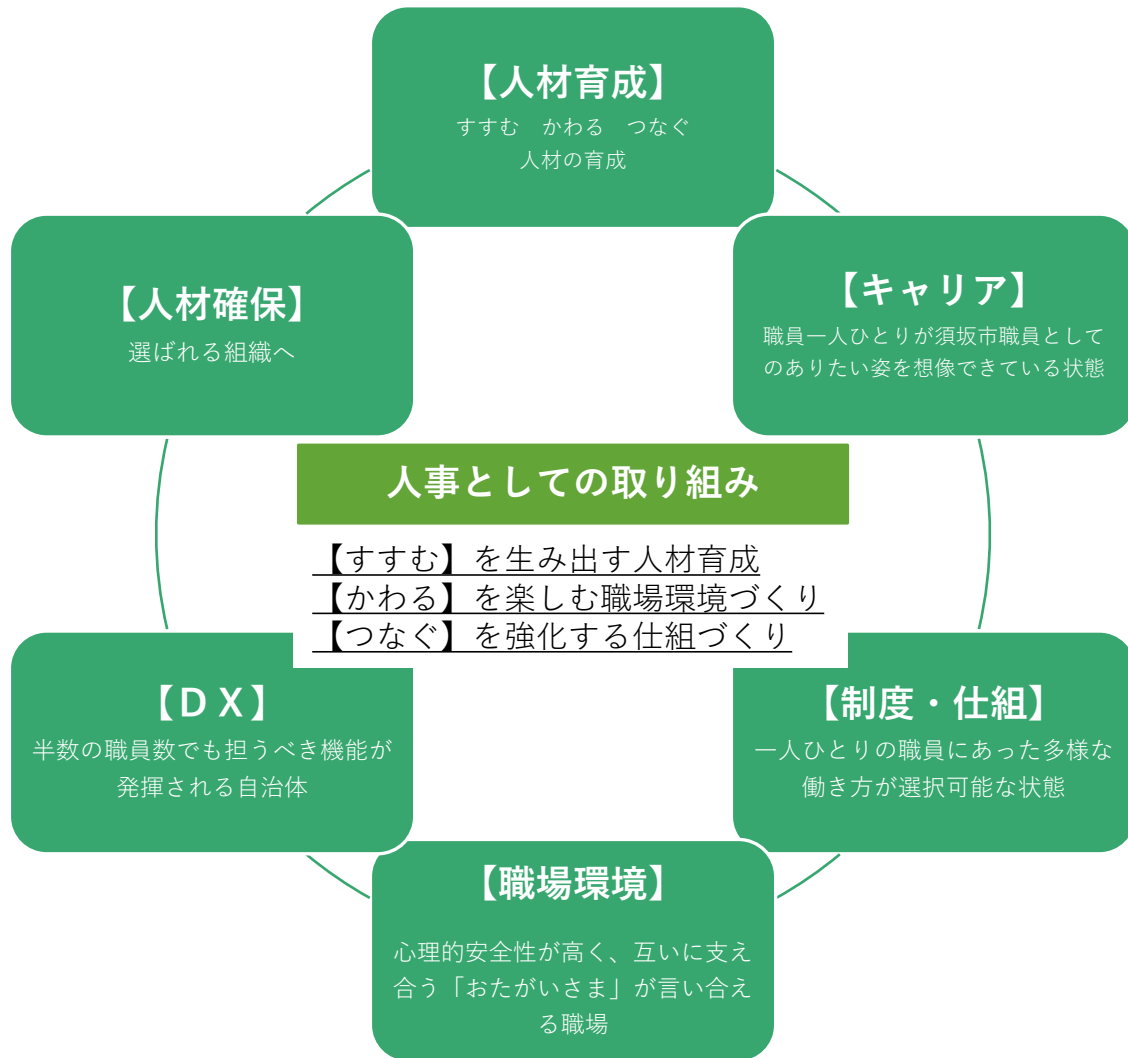 【人材育成】
すすむ　かわる　つなぐ
人材の育成
【キャリア】
職員一人ひとりが須坂市職員として
のありたい姿を想像できている状態
【制度・仕組】
一人ひとりの職員にあった多様な
働き方が選択可能な状態
【職場環境】
心理的安全性が高く、互いに支え
合う「おたがいさま」が言い合え
る職場
【ＤＸ】
半数の職員数でも担うべき機能が
発揮される自治体
【人材確保】
選ばれる組織へ
人事としての取り組み
【すすむ】を生み出す人材育成
【かわる】を楽しむ職場環境づくり
【つなぐ】を強化する仕組づくり